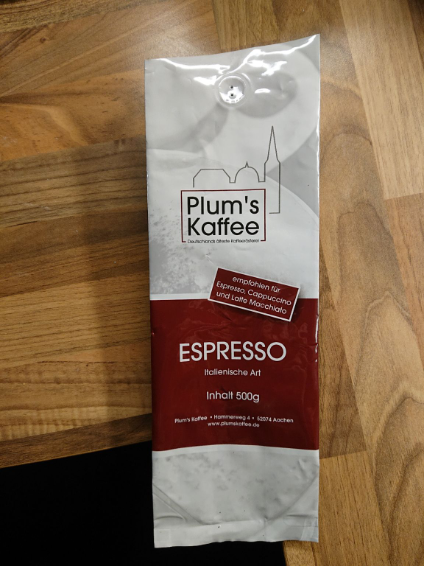 Plum's
Kaffee
Deutschlands älteste Kaffeerösterei
empfohlen für
Espresso, Cappuccino
und Latte Macchiato
ESPRESSO
Italienische Art
Inhalt 500g
Plum's Kaffee • Hammerweg 4 • 52074 Aachen
www.plumskaffee.de